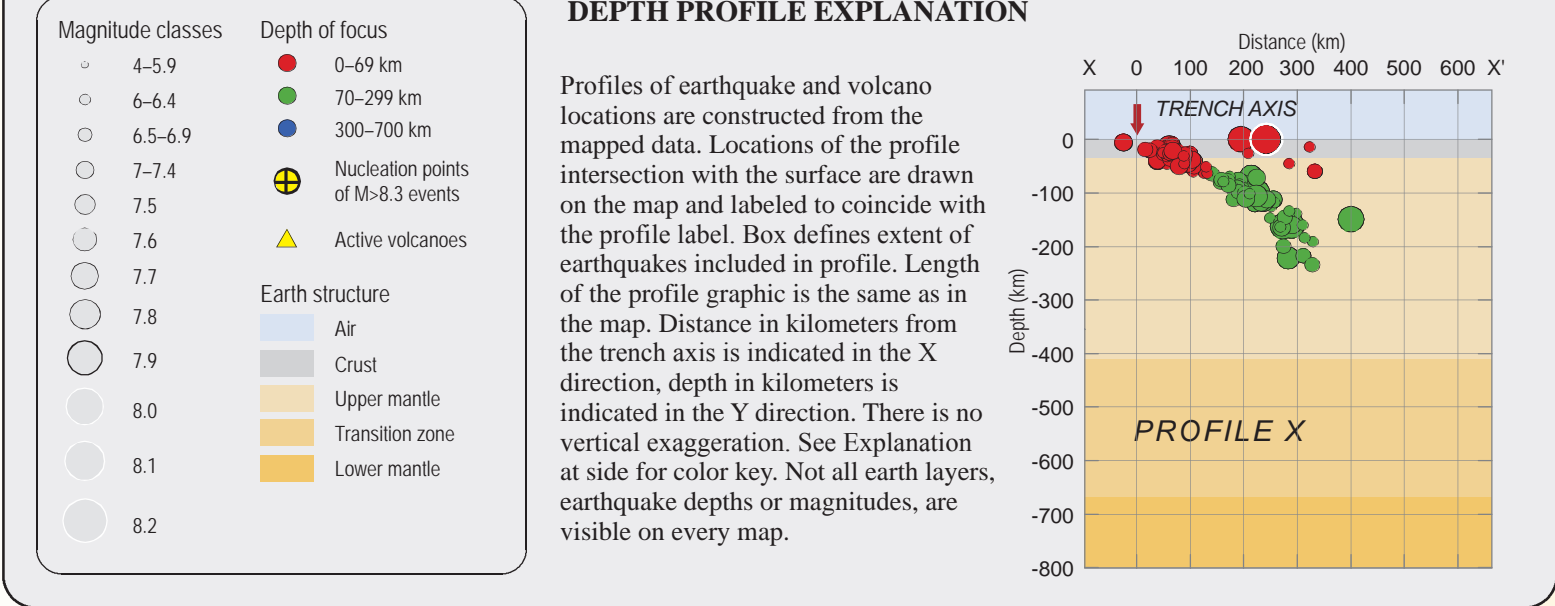 Magnitude classes
4–5.9
6–6.4
6.5–6.9
7–7.4
7.5
7.6
7.7
7.8
7.9
8.0
8.1
8.2
Depth of focus
0–69 km
70–299 km
300–700 km
Nucleation points
of M>8.3 events
Active volcanoes
Earth structure
Air
Crust
Upper mantle
Transition zone
Lower mantle
DEPTH PROFILE EXPLANATION
Profiles of earthquake and volcano
locations are constructed from the
mapped data. Locations of the profile
intersection with the surface are drawn
on the map and labeled to coincide with
the profile label. Box defines extent of
earthquakes included in profile. Length
of the profile graphic is the same as in
the map. Distance in kilometers from
the trench axis is indicated in the X
direction, depth in kilometers is
indicated in the Y direction. There is no
vertical exaggeration. See Explanation
at side for color key. Not all earth layers,
earthquake depths or magnitudes, are
visible on every map.
Distance (km)
X 0 100 200 300 400 500 600 X'
TRENCH AXIS
0
-100
-200
-300
-400
-500
-600
-700
-800
Depth (km)
PROFILE X